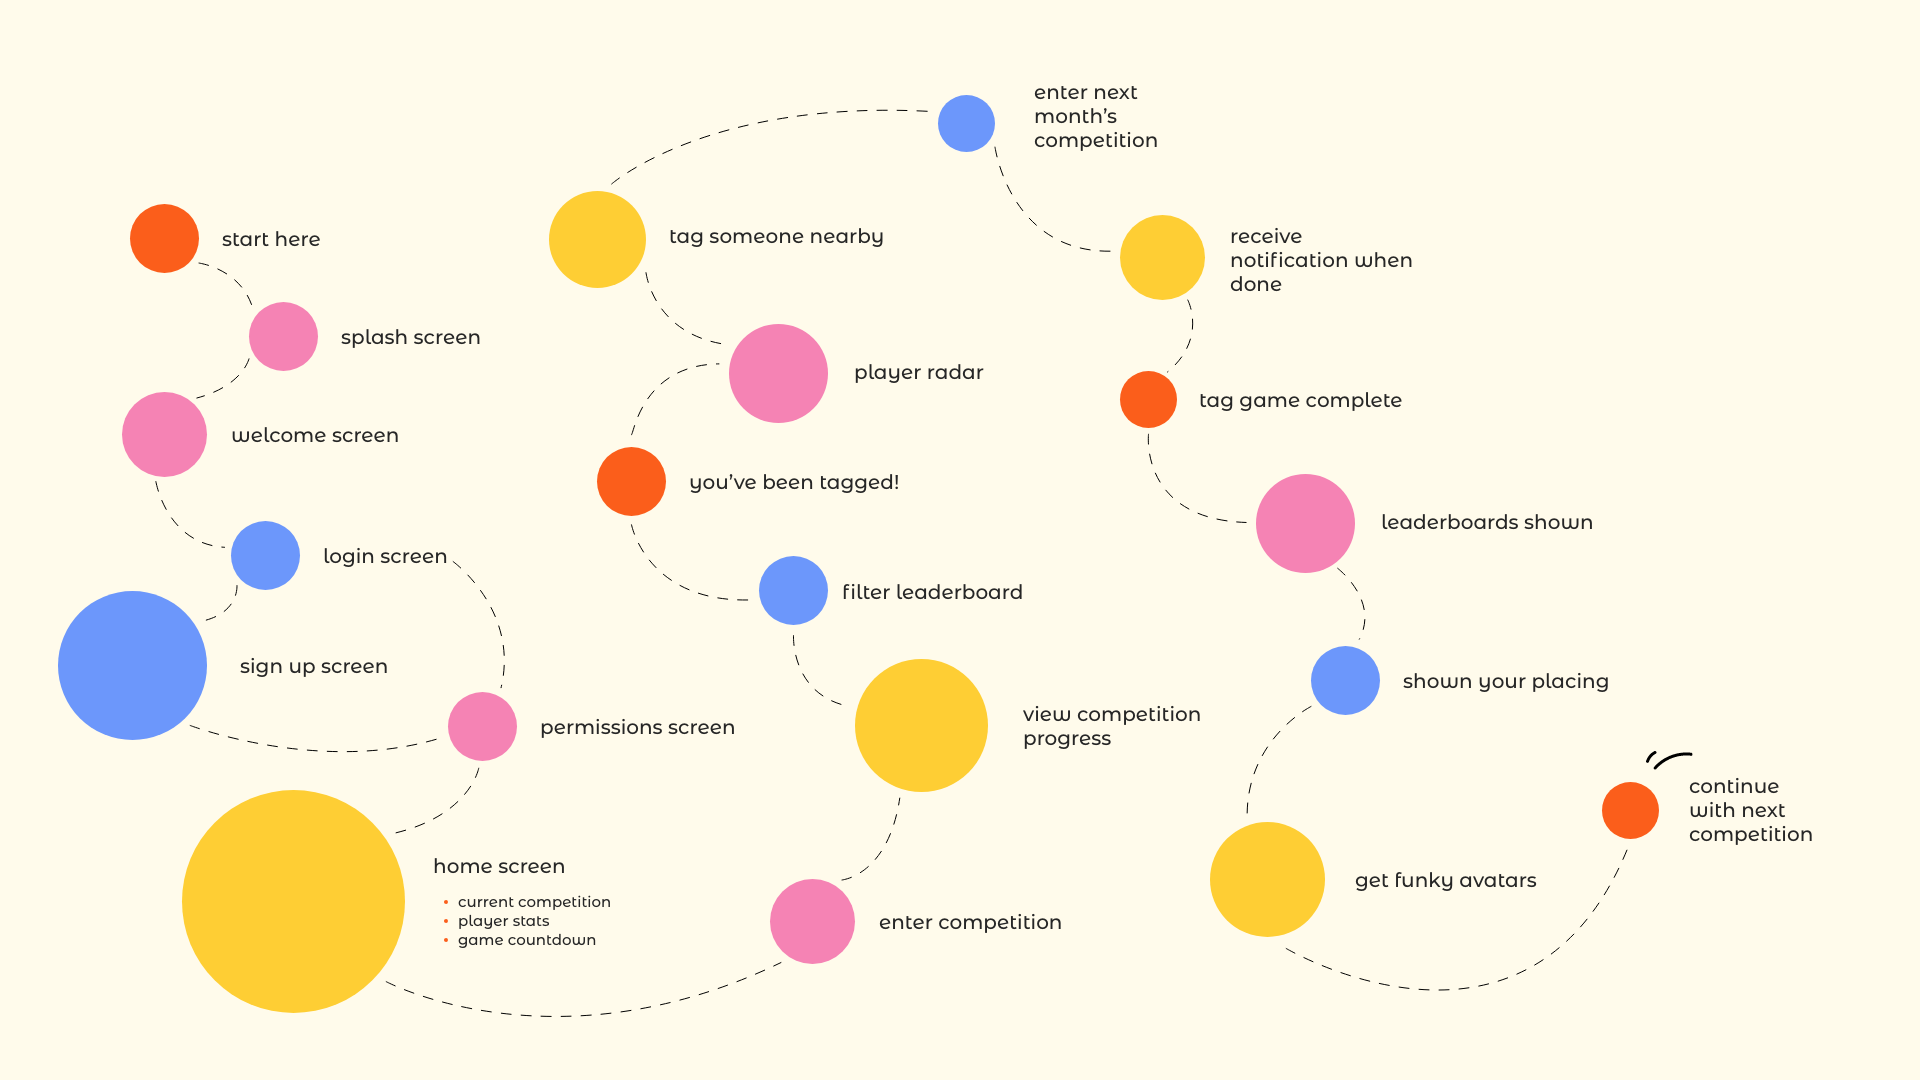 start here
splash screen
welcome screen
login screen
sign up screen
permissions screen
home screen
• current competition
• player stats
• game countdown
enter competition
view competition
progress
filter leaderboard
you’ve been tagged!
player radar
tag someone nearby
enter next
month’s
competition
receive
notification when
done
tag game complete
leaderboards shown
shown your placing
get funky avatars
continue
with next
competition